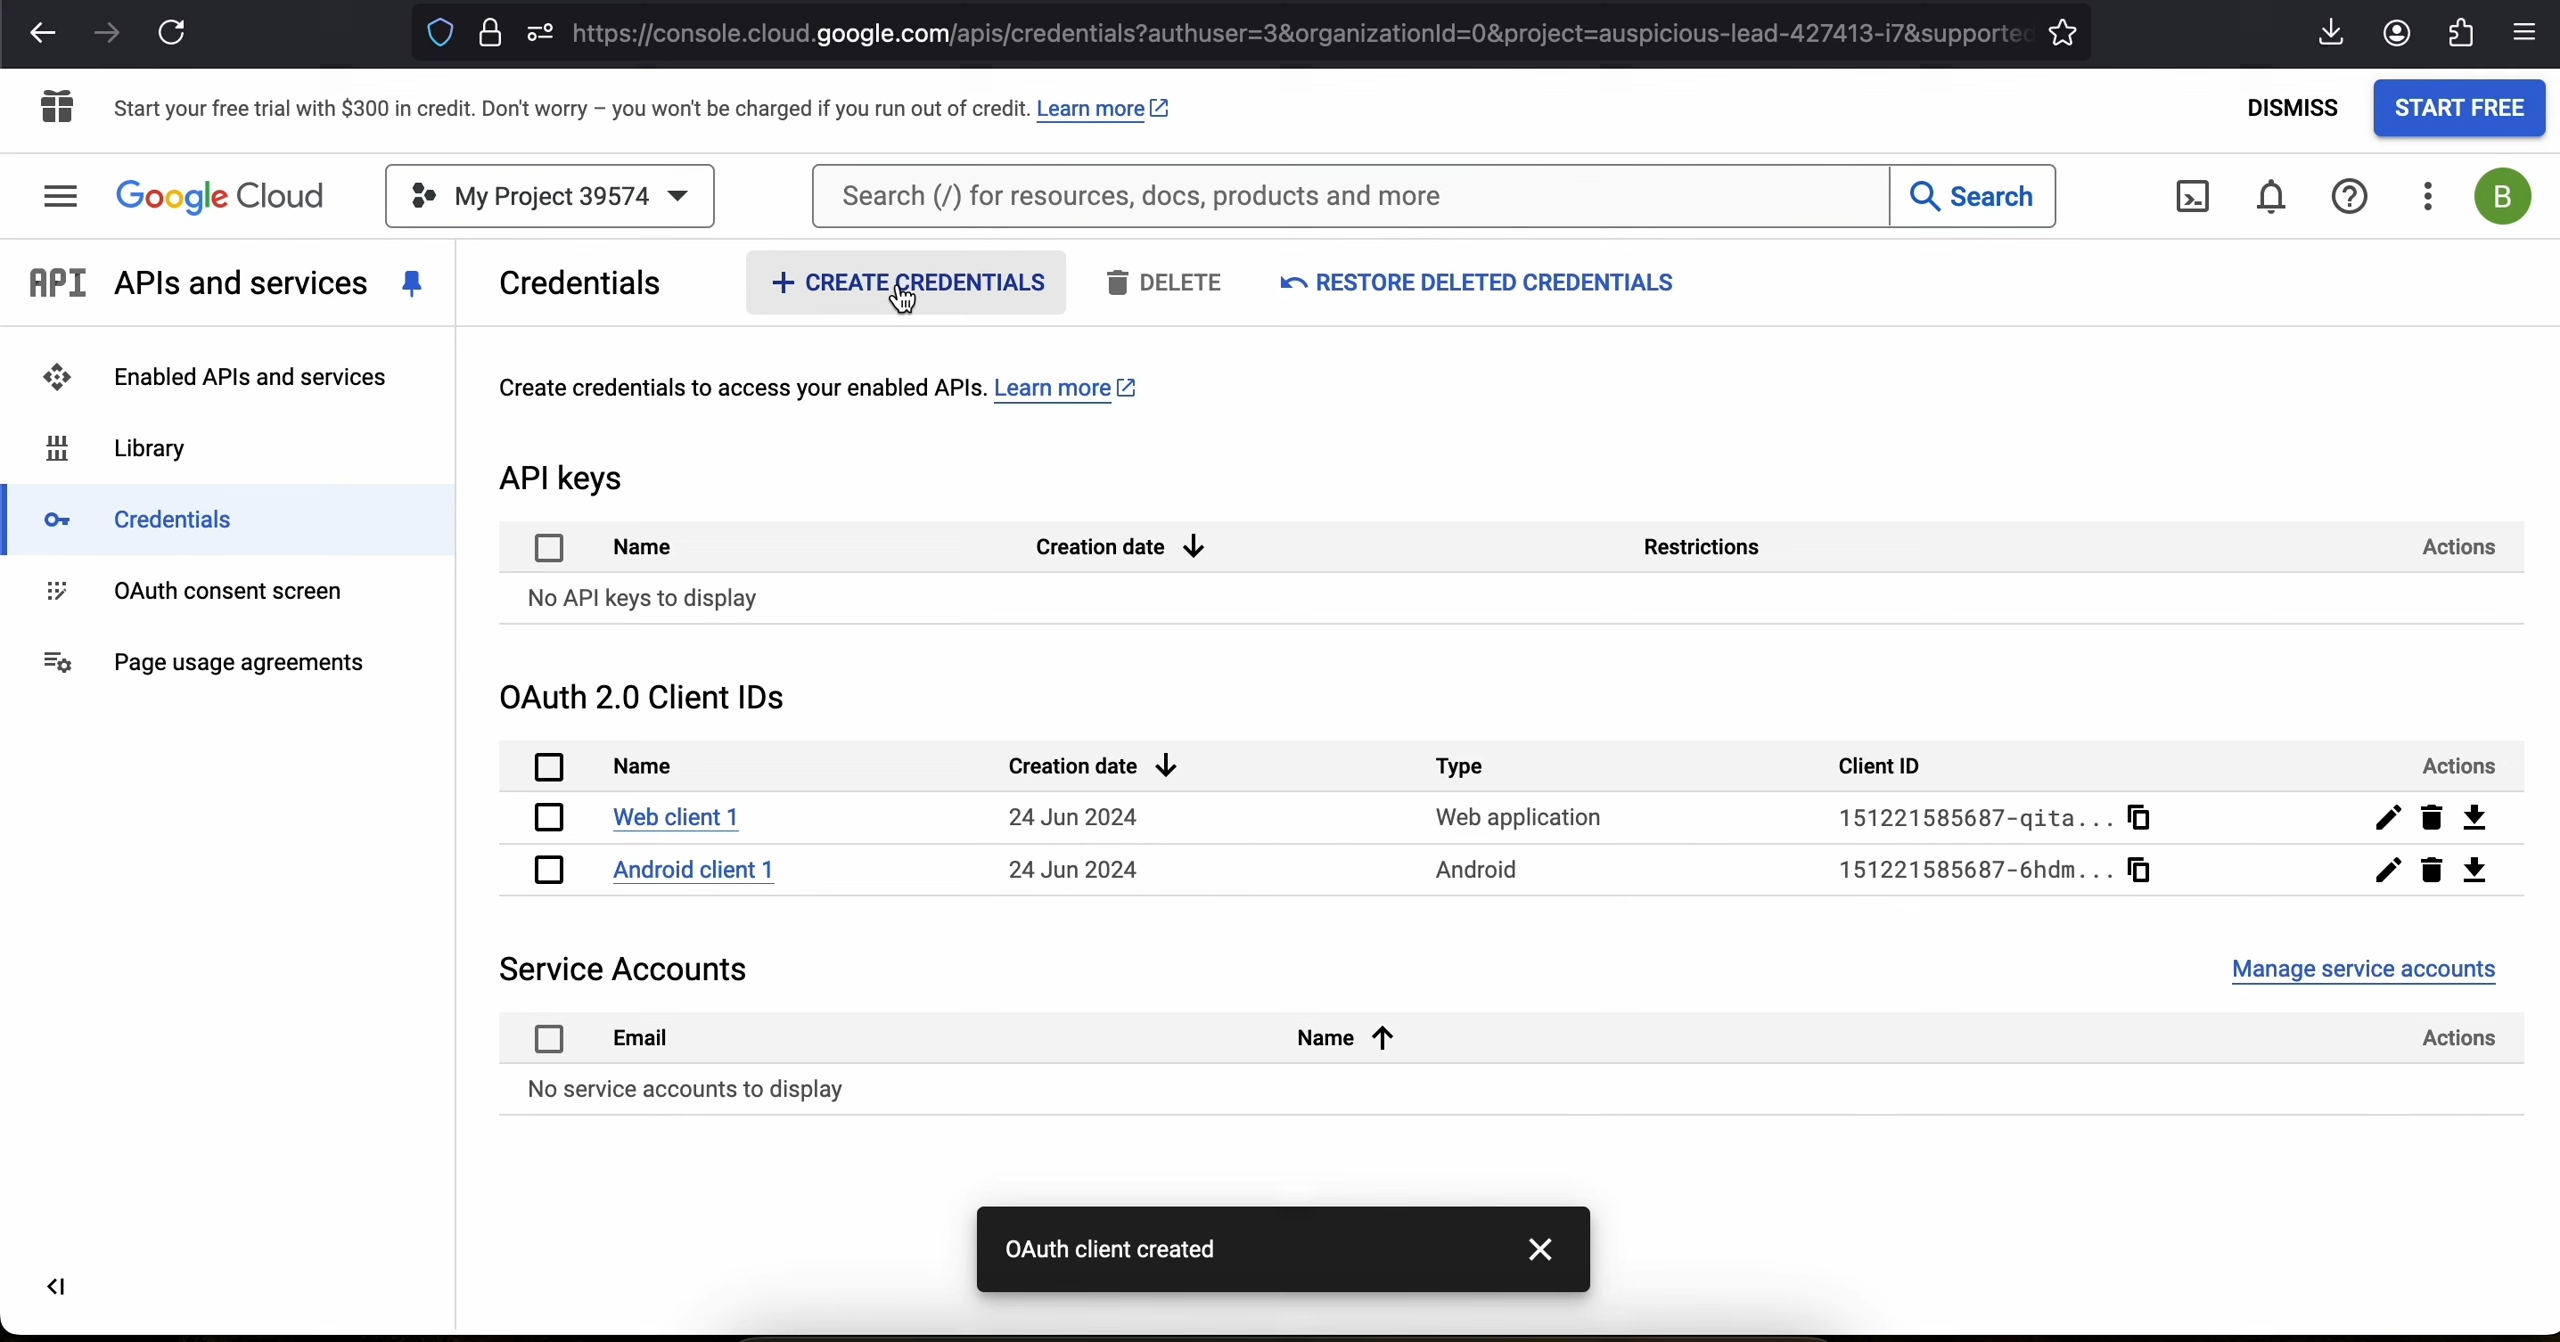 https://console.cloud.google.com/apis/credentials?authuser=3&organizationId=0&project=auspicious-lead-427413-i7&supported
Start your free trial with $300 in credit. Don't worry – you won't be charged if you run out of credit. Learn more
DISMISS
START FREE
Google Cloud
My Project 39574
Search (/) for resources, docs, products and more
Search
B
API APIs and services
Credentials
+ CREATE CREDENTIALS
DELETE
RESTORE DELETED CREDENTIALS
Enabled APIs and services
Library
Credentials
OAuth consent screen
Page usage agreements
Create credentials to access your enabled APIs. Learn more
API keys
Name Creation date Restrictions Actions
No API keys to display
OAuth 2.0 Client IDs
Name Creation date Type Client ID Actions
Web client 1 24 Jun 2024 Web application 151221585687-qita...
Android client 1 24 Jun 2024 Android 151221585687-6hdm...
Service Accounts
Manage service accounts
Email Name Actions
No service accounts to display
OAuth client created